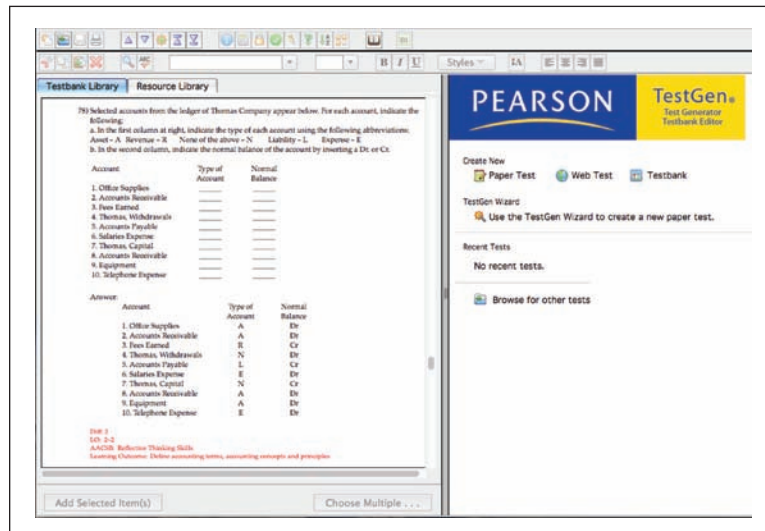 B I U
Styles
Testbank Library
Resource Library
79) Selected accounts from the ledger of Thomas Company appear below. For each account, indicate the
following:
a. In the first column at right, indicate the type of each account using the following abbreviations:
Asset – A Revenue – R None of the above – N Liability – L Expense – E
b. In the second column, indicate the normal balance of the account by inserting a Dr. or Cr.
Account Type of Normal
Account Balance
1. Office Supplies
2. Accounts Receivable
3. Fees Earned
4. Thomas, Withdrawals
5. Accounts Payable
6. Salaries Expense
7. Thomas, Capital
8. Accounts Receivable
9. Equipment
10. Telephone Expense
Answer:
Account Type of Normal
Account Balance
1. Office Supplies A Dr
2. Accounts Receivable A Dr
3. Fees Earned R Cr
4. Thomas, Withdrawals N Dr
5. Accounts Payable L Cr
6. Salaries Expense E Dr
7. Thomas, Capital N Cr
8. Accounts Receivable A Dr
9. Equipment A Dr
10. Telephone Expense E Dr
LO: 2-2
AACSB: Reflective Thinking Skills
Learning Outcome: Define accounting terms, accounting concepts and principles
Add Selected Item(s)
Choose Multiple . . .
PEARSON
TestGen
Test Generator
Testbank Editor
Create New
Paper Test Web Test Testbank
TestGen Wizard
Use the TestGen Wizard to create a new paper test.
Recent Tests
No recent tests.
Browse for other tests